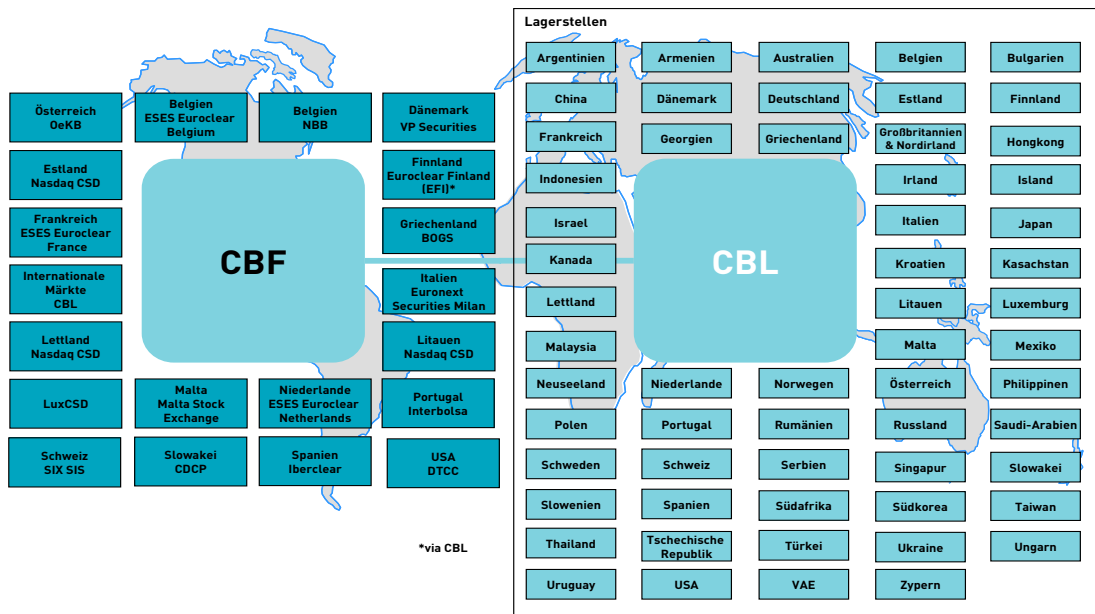 Lagerstellen
Österreich
OeKB
Belgien
ESES Euroclear
Belgium
Belgien
NBB
Dänemark
VP Securities
Estland
Nasdaq CSD
Finnland
Euroclear Finland
(EFI)*
Frankreich
ESES Euroclear
France
Griechenland
BOGS
CBF
Internationale
Märkte
CBL
Italien
Euronext
Securities Milan
Lettland
Nasdaq CSD
Litauen
Nasdaq CSD
LuxCSD
Malta
Malta Stock
Exchange
Niederlande
ESES Euroclear
Netherlands
Portugal
Interbolsa
Schweiz
SIX SIS
Slowakei
CDCP
Spanien
Iberclear
USA
DTCC
*via CBL
Argentinien
Armenien
Australien
Belgien
Bulgarien
China
Dänemark
Deutschland
Estland
Finnland
Frankreich
Georgien
Griechenland
Großbritannien
& Nordirland
Hongkong
Indonesien
Irland
Island
Israel
Italien
Japan
Kanada
CBL
Kroatien
Kasachstan
Lettland
Litauen
Luxemburg
Malaysia
Malta
Mexiko
Neuseeland
Niederlande
Norwegen
Österreich
Philippinen
Polen
Portugal
Rumänien
Russland
Saudi-Arabien
Schweden
Schweiz
Serbien
Singapur
Slowakei
Slowenien
Spanien
Südafrika
Südkorea
Taiwan
Thailand
Tschechische
Republik
Türkei
Ukraine
Ungarn
Uruguay
USA
VAE
Zypern